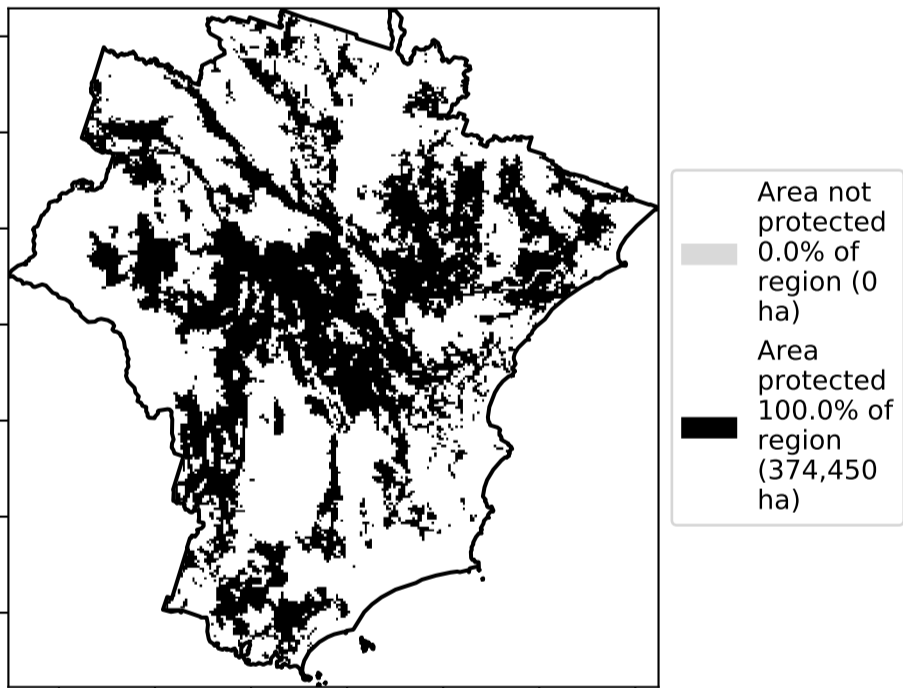 Area not
protected
0.0% of
region (0
ha)
Area
protected
100.0% of
region
(374,450
ha)